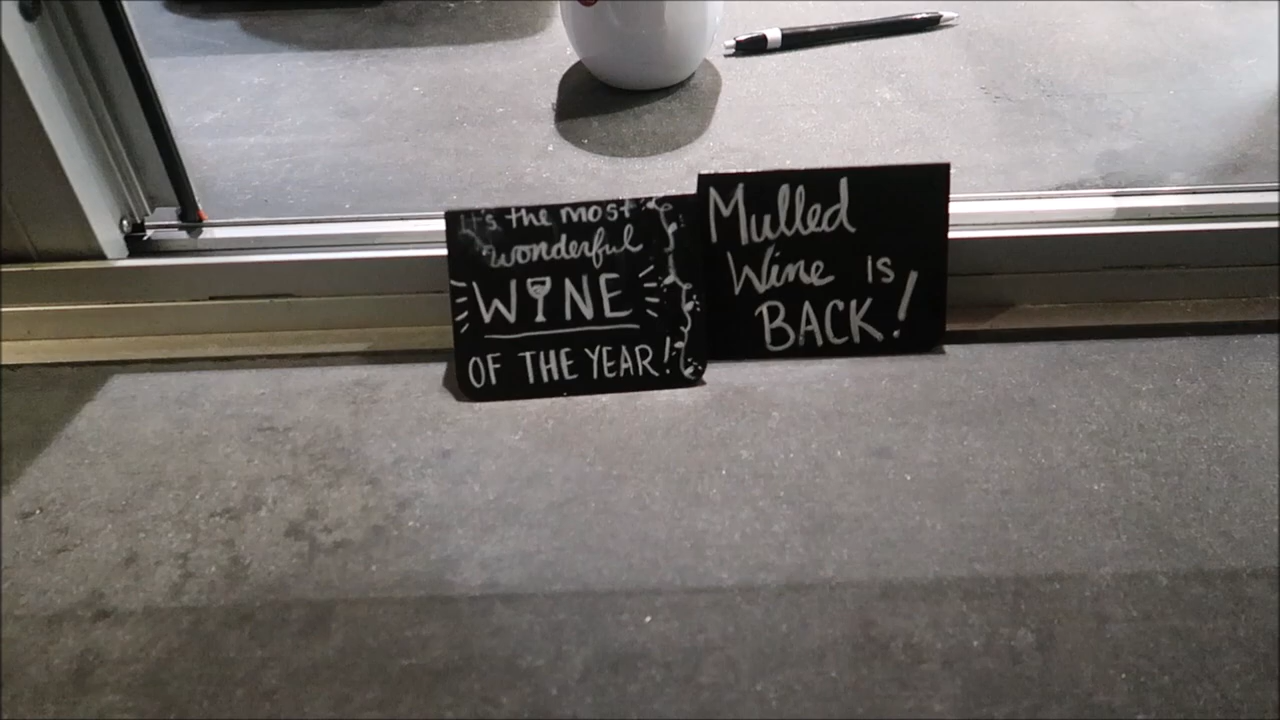 It's the most
wonderful
WINE
OF THE YEAR!
Mulled
Wine is
BACK!